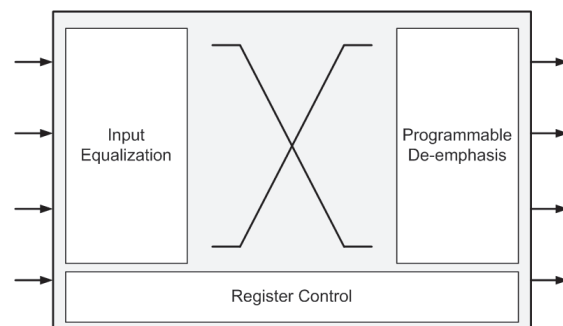 Input
Equalization
Programmable
De-emphasis
Register Control